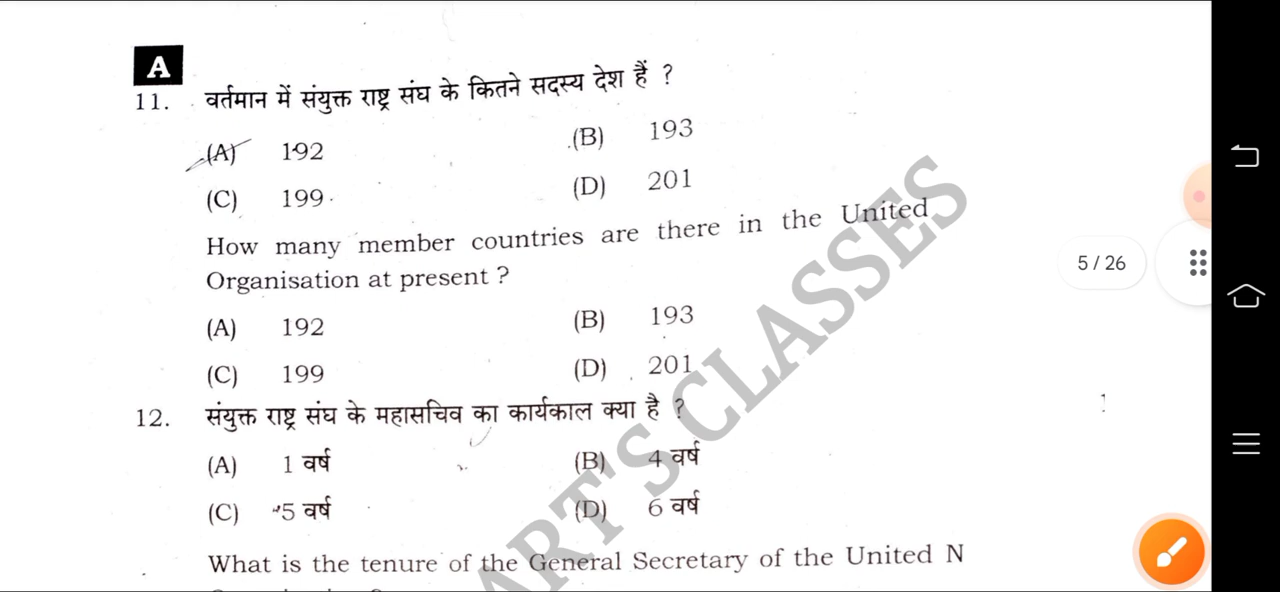 A
11. वर्तमान में संयुक्त राष्ट्र संघ के कितने सदस्य देश हैं ?
(A) 192 (B) 193
(C) 199 (D) 201
How many member countries are there in the United
Organisation at present ?
(A) 192 (B) 193
(C) 199 (D) 201
12. संयुक्त राष्ट्र संघ के महासचिव का कार्यकाल क्या है ?
(A) 1 वर्ष (B) 4 वर्ष
(C) 5 वर्ष (D) 6 वर्ष
What is the tenure of the General Secretary of the United N
ART'S CLASSES
5 / 26